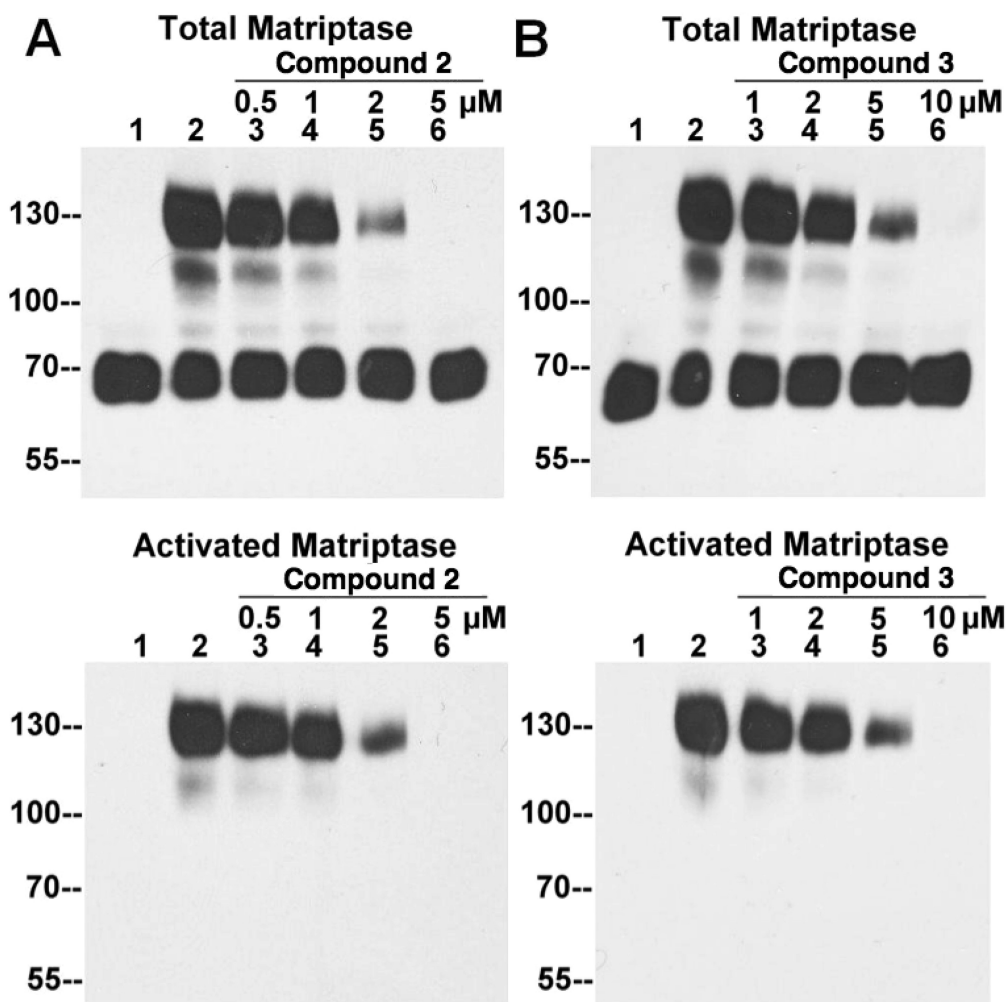 A
Total Matriptase
Compound 2
0.5 1 2 5 µM
1 2 3 4 5 6
130--
100--
70--
55--
B
Total Matriptase
Compound 3
1 2 5 10 µM
1 2 3 4 5 6
130--
100--
70--
55--
Activated Matriptase
Compound 2
0.5 1 2 5 µM
1 2 3 4 5 6
130--
100--
70--
55--
Activated Matriptase
Compound 3
1 2 5 10 µM
1 2 3 4 5 6
130--
100--
70--
55--